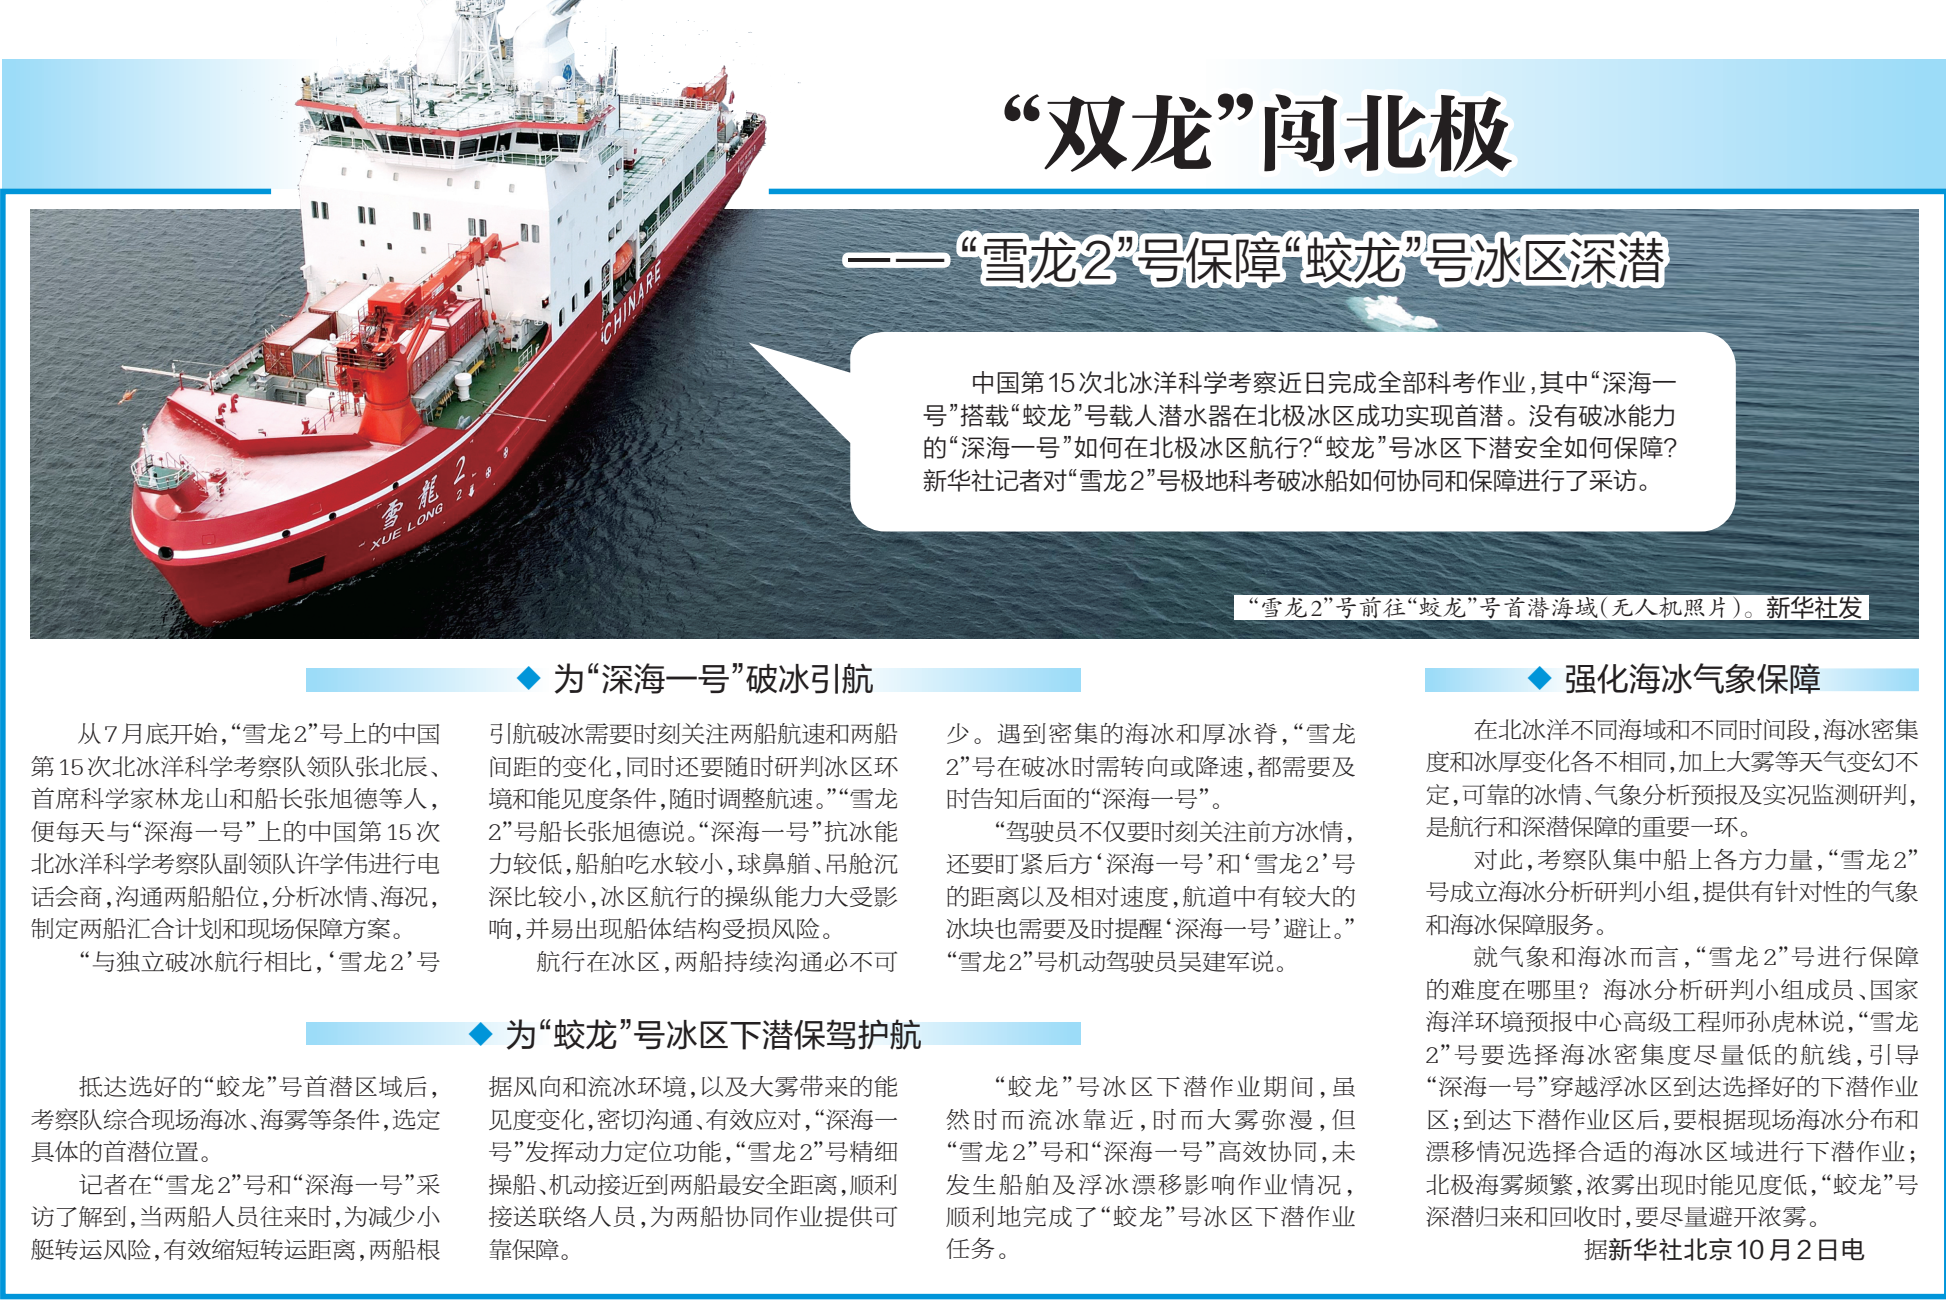 “双龙”闯北极
——“雪龙2”号保障“蛟龙”号冰区深潜
CHINARE
雪龍2
XUE LONG 2
中国第15次北冰洋科学考察近日完成全部科考作业,其中“深海一
号”搭载“蛟龙”号载人潜水器在北极冰区成功实现首潜。没有破冰能力
的“深海一号”如何在北极冰区航行?“蛟龙”号冰区下潜安全如何保障?
新华社记者对“雪龙2”号极地科考破冰船如何协同和保障进行了采访。
“雪龙2”号前往“蛟龙”号首潜海域(无人机照片)。新华社发
◆ 为“深海一号”破冰引航
从7月底开始,“雪龙2”号上的中国
第15次北冰洋科学考察队领队张北辰、
首席科学家林龙山和船长张旭德等人,
便每天与“深海一号”上的中国第15次
北冰洋科学考察队副领队许学伟进行电
话会商,沟通两船船位,分析冰情、海况,
制定两船汇合计划和现场保障方案。
“与独立破冰航行相比,‘雪龙2’号
引航破冰需要时刻关注两船航速和两船
间距的变化,同时还要随时研判冰区环
境和能见度条件,随时调整航速。”“雪龙
2”号船长张旭德说。“深海一号”抗冰能
力较低,船舶吃水较小,球鼻艏、吊舱沉
深比较小,冰区航行的操纵能力大受影
响,并易出现船体结构受损风险。
航行在冰区,两船持续沟通必不可
少。遇到密集的海冰和厚冰脊,“雪龙
2”号在破冰时需转向或降速,都需要及
时告知后面的“深海一号”。
“驾驶员不仅要时刻关注前方冰情,
还要盯紧后方‘深海一号’和‘雪龙2’号
的距离以及相对速度,航道中有较大的
冰块也需要及时提醒‘深海一号’避让。”
“雪龙2”号机动驾驶员吴建军说。
◆ 为“蛟龙”号冰区下潜保驾护航
抵达选好的“蛟龙”号首潜区域后,
考察队综合现场海冰、海雾等条件,选定
具体的首潜位置。
记者在“雪龙2”号和“深海一号”采
访了解到,当两船人员往来时,为减少小
艇转运风险,有效缩短转运距离,两船根
据风向和流冰环境,以及大雾带来的能
见度变化,密切沟通、有效应对,“深海一
号”发挥动力定位功能,“雪龙2”号精细
操船、机动接近到两船最安全距离,顺利
接送联络人员,为两船协同作业提供可
靠保障。
“蛟龙”号冰区下潜作业期间,虽
然时而流冰靠近,时而大雾弥漫,但
“雪龙2”号和“深海一号”高效协同,未
发生船舶及浮冰漂移影响作业情况,
顺利地完成了“蛟龙”号冰区下潜作业
任务。
◆ 强化海冰气象保障
在北冰洋不同海域和不同时间段,海冰密集
度和冰厚变化各不相同,加上大雾等天气变幻不
定,可靠的冰情、气象分析预报及实况监测研判,
是航行和深潜保障的重要一环。
对此,考察队集中船上各方力量,“雪龙2”
号成立海冰分析研判小组,提供有针对性的气象
和海冰保障服务。
就气象和海冰而言,“雪龙2”号进行保障
的难度在哪里?海冰分析研判小组成员、国家
海洋环境预报中心高级工程师孙虎林说,“雪龙
2”号要选择海冰密集度尽量低的航线,引导
“深海一号”穿越浮冰区到达选择好的下潜作业
区;到达下潜作业区后,要根据现场海冰分布和
漂移情况选择合适的海冰区域进行下潜作业;
北极海雾频繁,浓雾出现时能见度低,“蛟龙”号
深潜归来和回收时,要尽量避开浓雾。
据新华社北京10月2日电